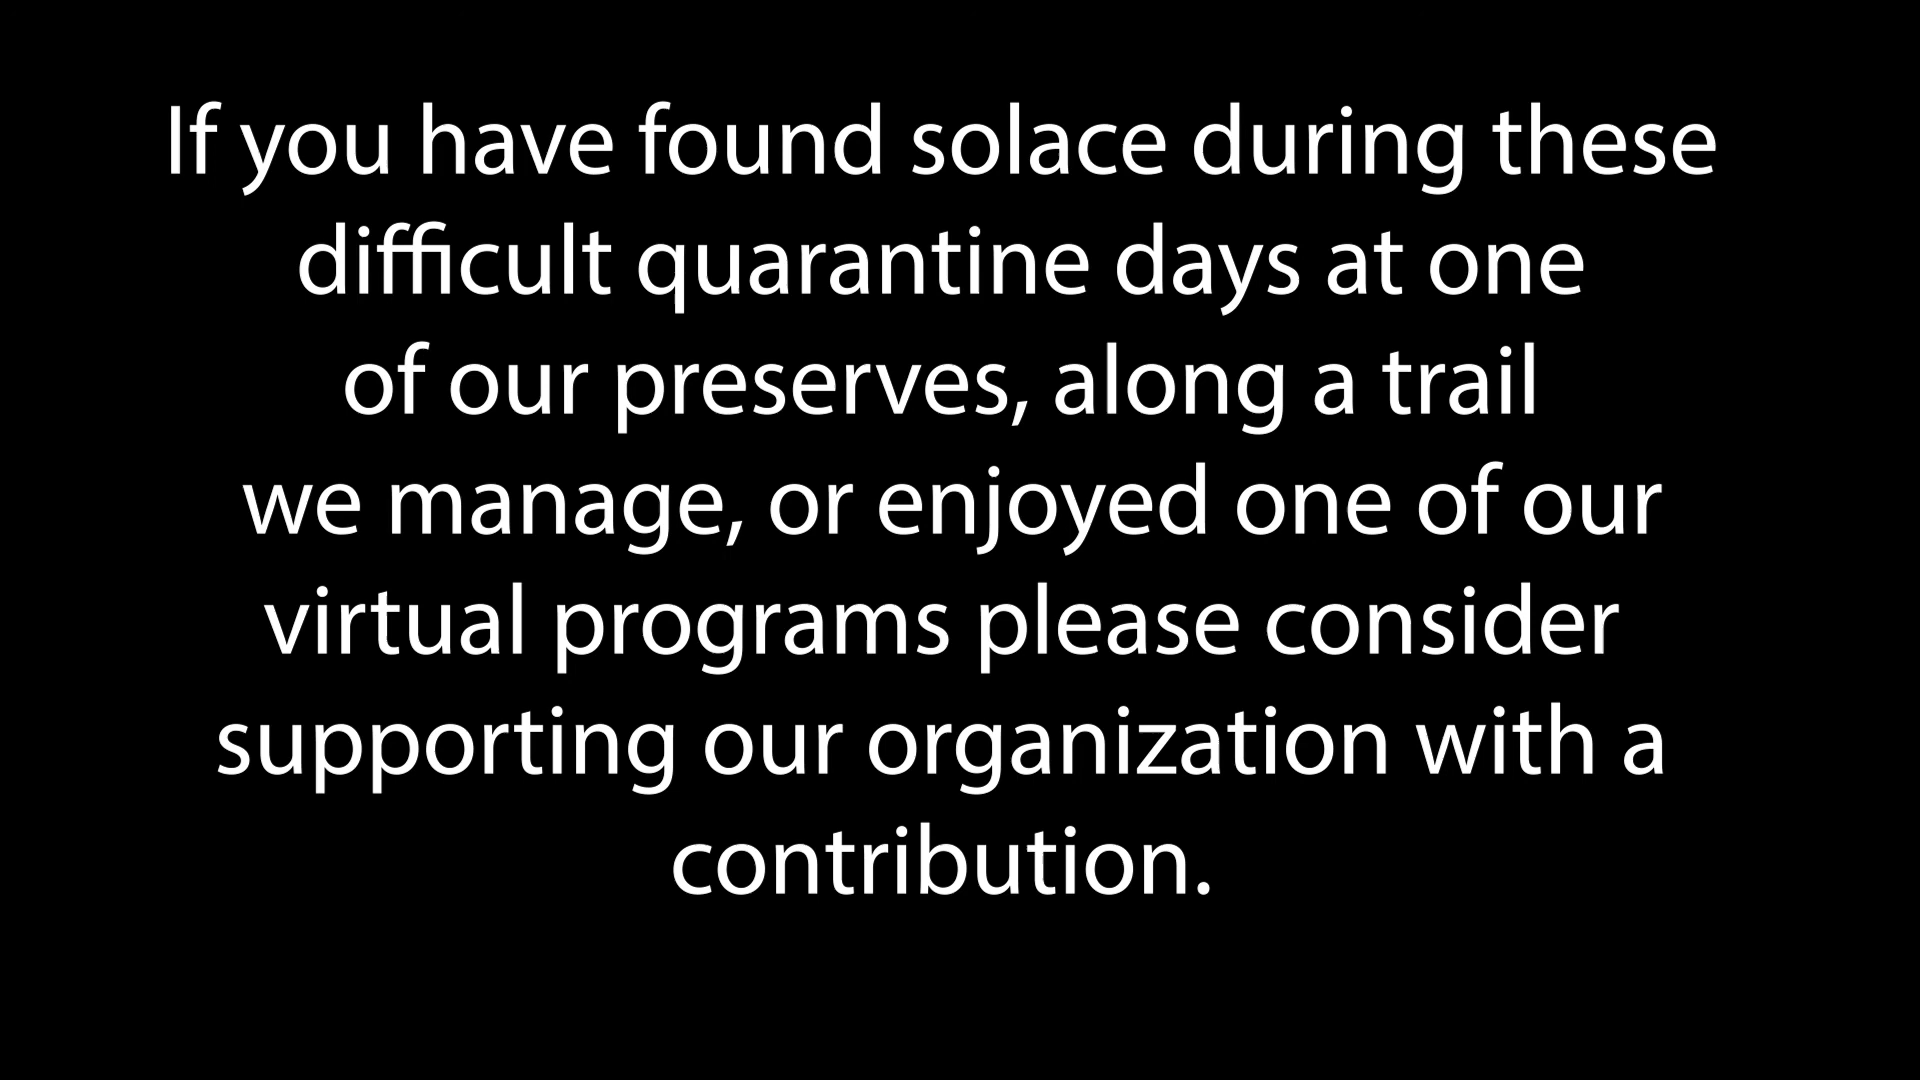 If you have found solace during these
difficult quarantine days at one
of our preserves, along a trail
we manage, or enjoyed one of our
virtual programs please consider
supporting our organization with a
contribution.